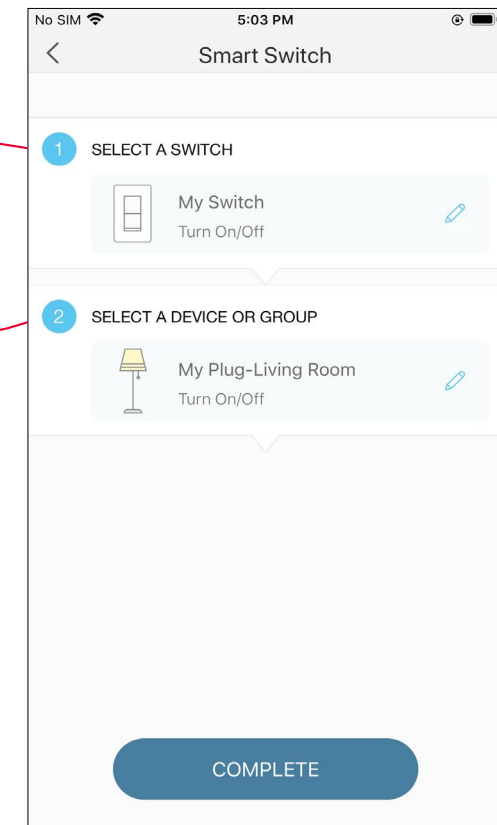 No SIM 5:03 PM
Smart Switch
1 SELECT A SWITCH
My Switch
Turn On/Off
2 SELECT A DEVICE OR GROUP
My Plug-Living Room
Turn On/Off
COMPLETE